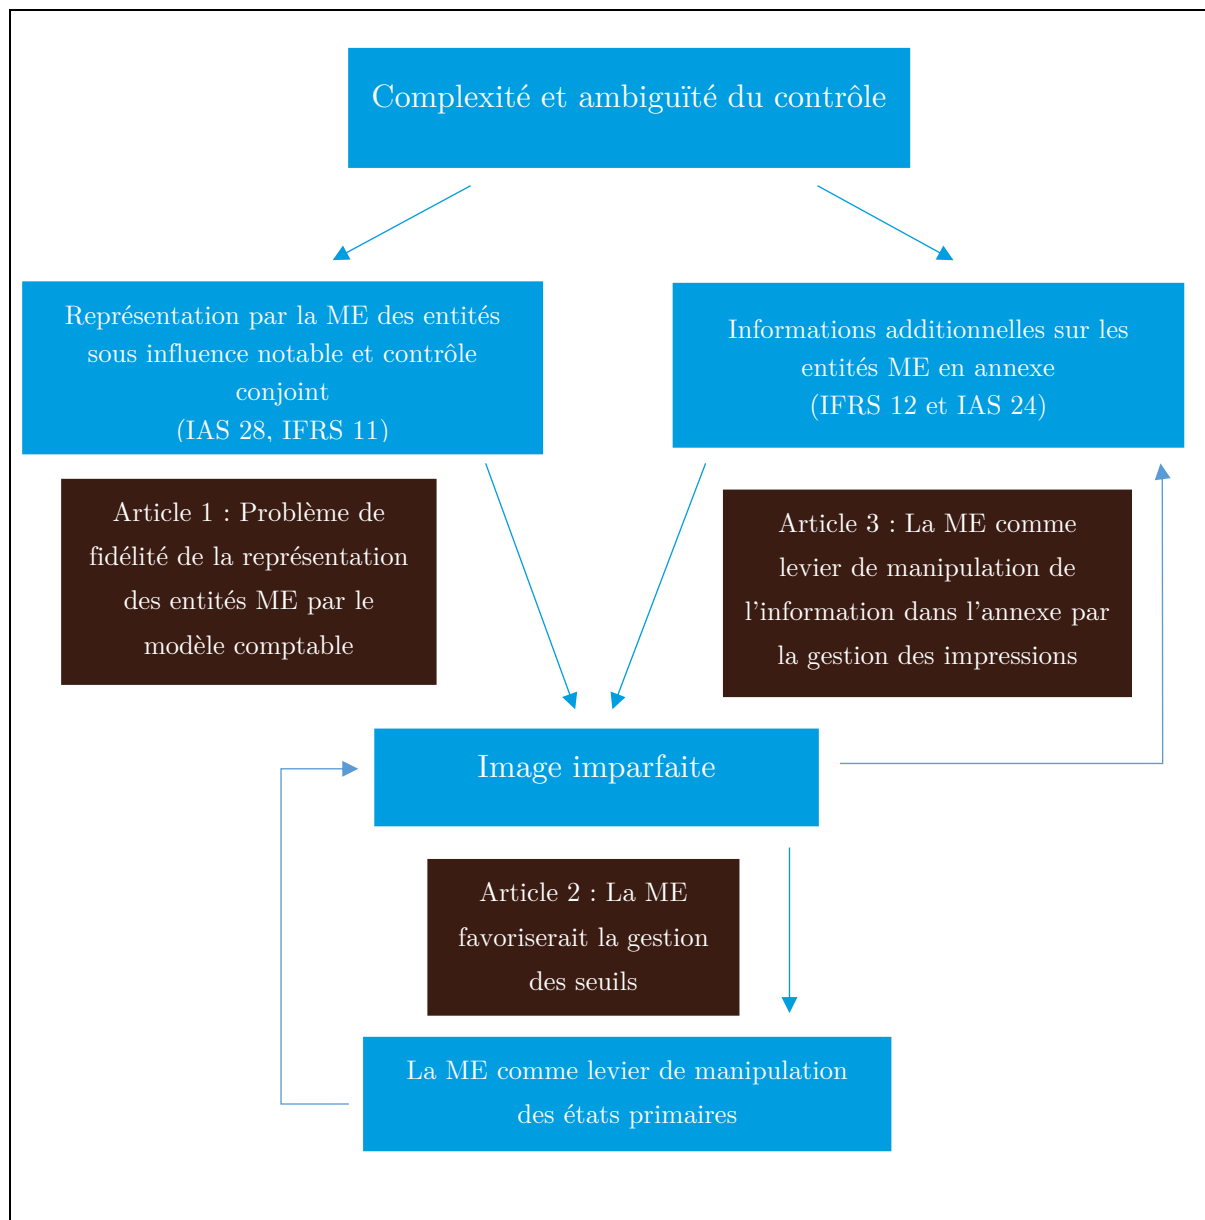 Complexité et ambiguïté du contrôle
Représentation par la ME des entités
sous influence notable et contrôle
conjoint
(IAS 28, IFRS 11)
Informations additionnelles sur les
entités ME en annexe
(IFRS 12 et IAS 24)
Article 1 : Problème de
fidélité de la représentation
des entités ME par le
modèle comptable
Article 3 : La ME comme
levier de manipulation de
l'information dans l'annexe par
la gestion des impressions
Image imparfaite
Article 2 : La ME
favoriserait la gestion
des seuils
La ME comme levier de manipulation
des états primaires